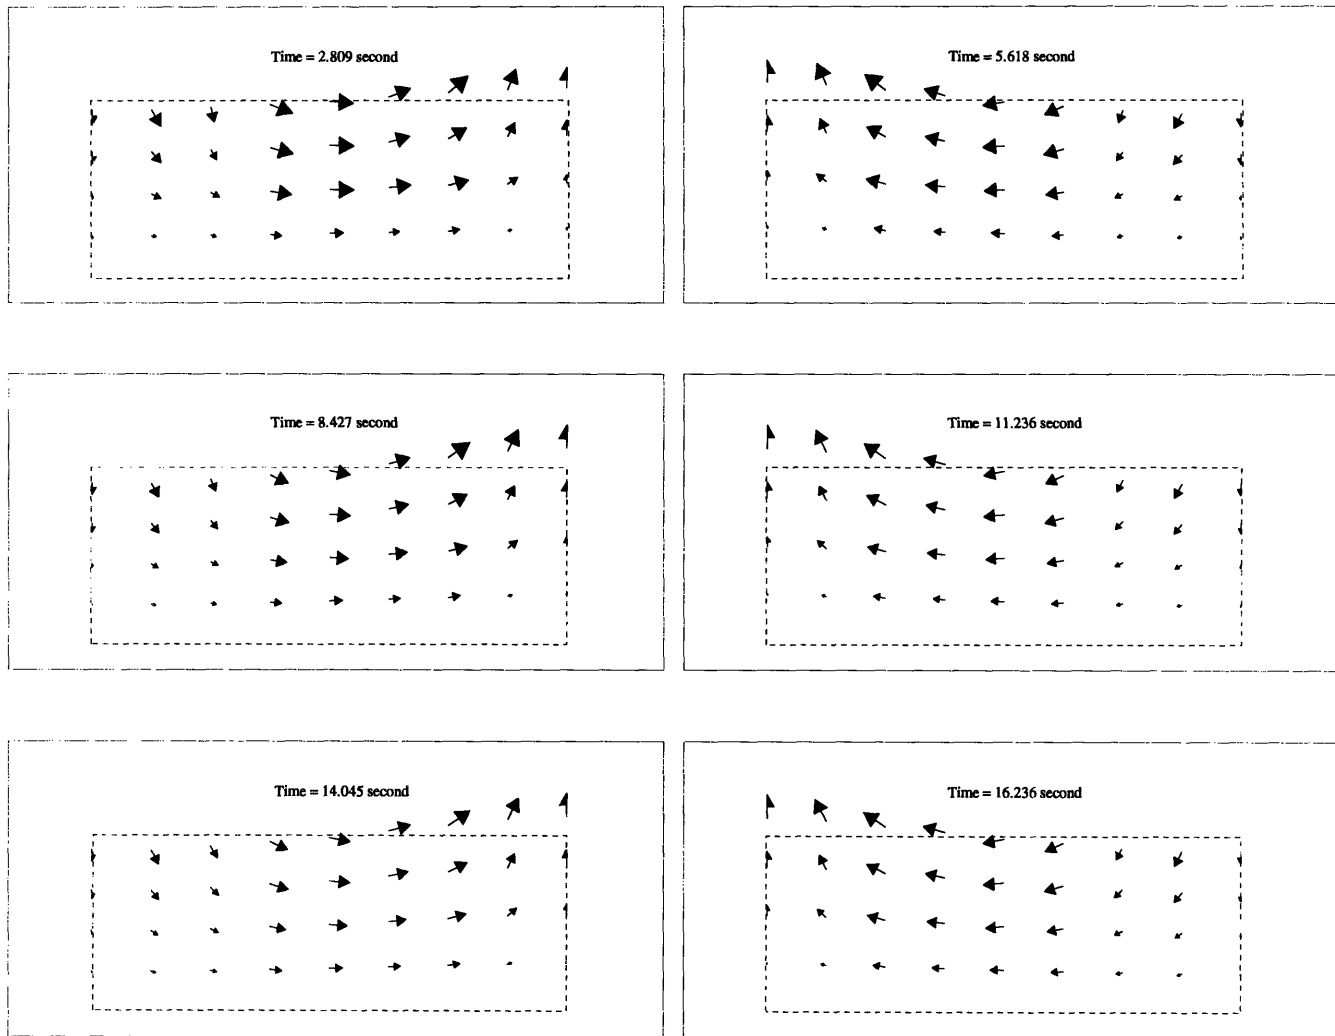 Time = 2.809 second
Time = 5.618 second
Time = 8.427 second
Time = 11.236 second
Time = 14.045 second
Time = 16.236 second